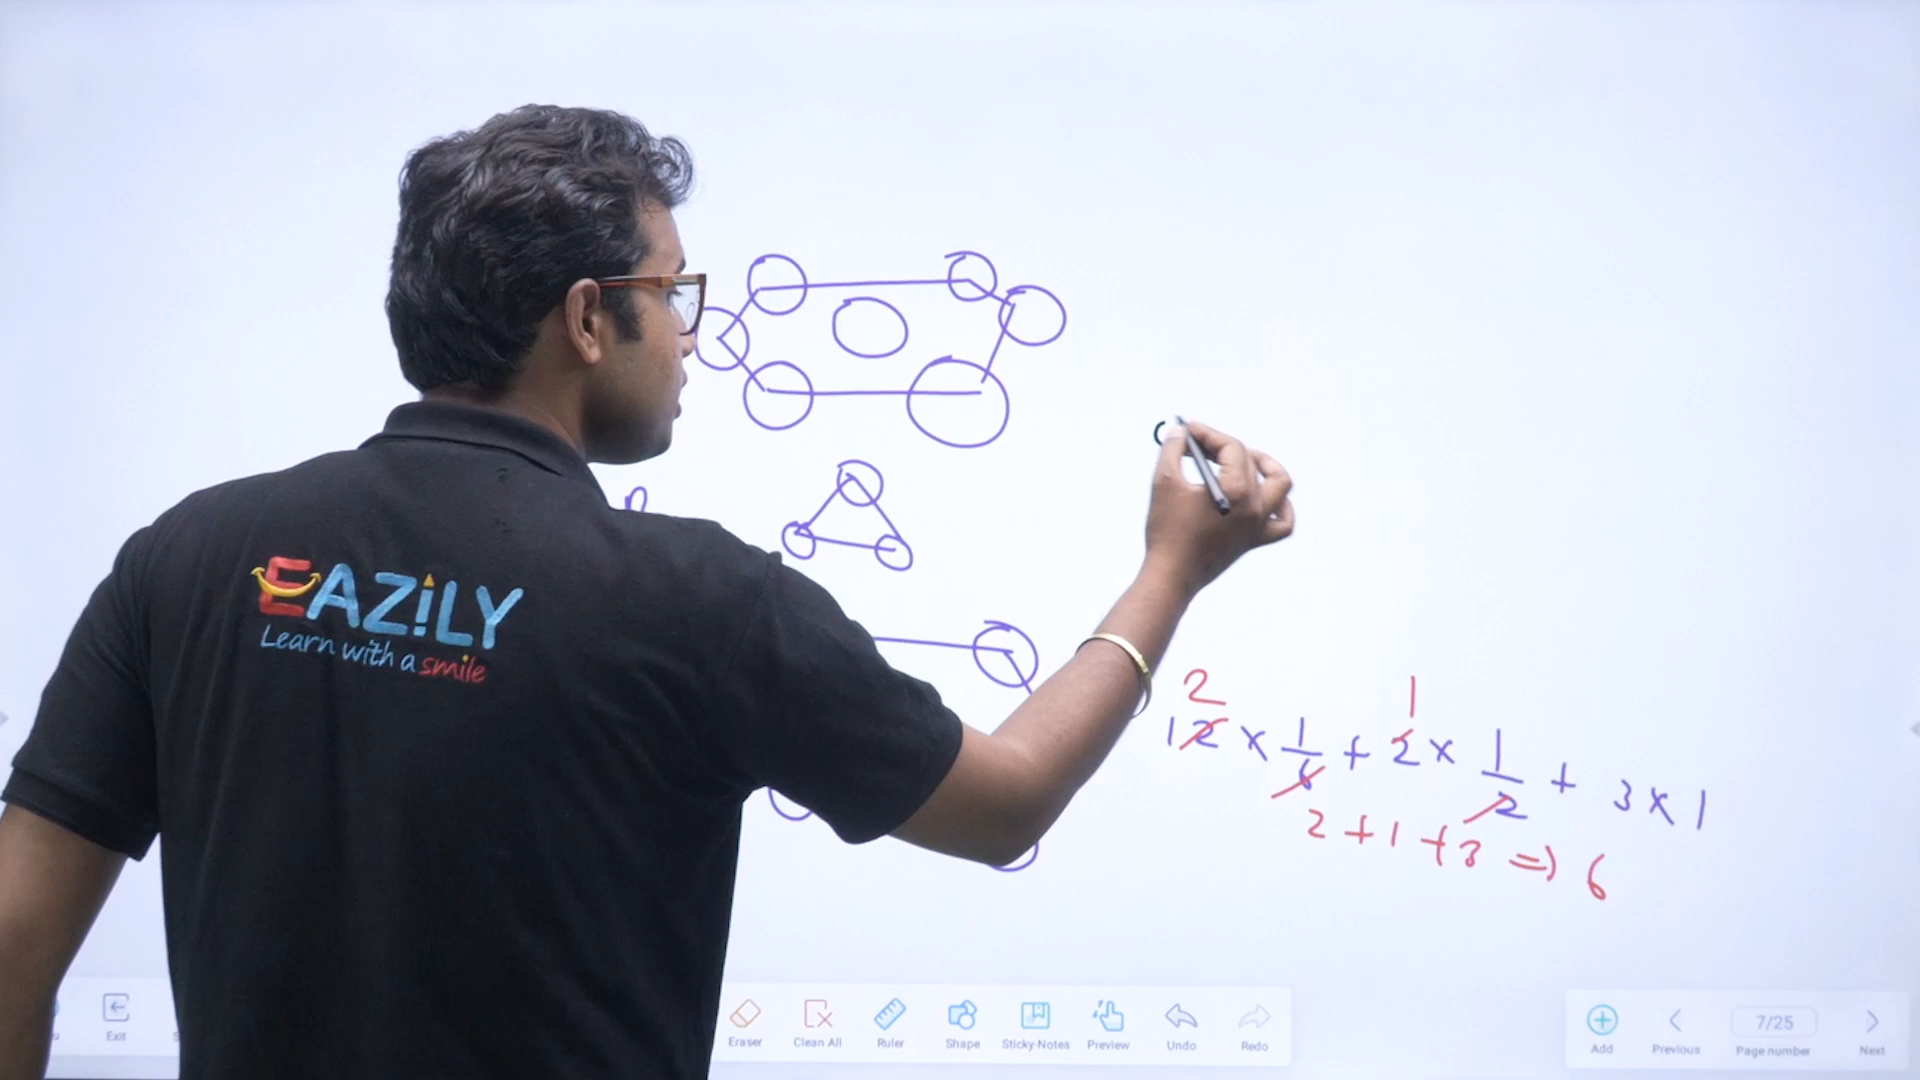 EAZiLY
Learn with a smile
2 1
12 x 1/6 + 2 x 1/2 + 3 x 1
2 + 1 + 3 => 6
Exit
Eraser
Clean All
Ruler
Shape
Sticky Notes
Preview
Undo
Redo
Add
Previous
7/25
Page number
Next